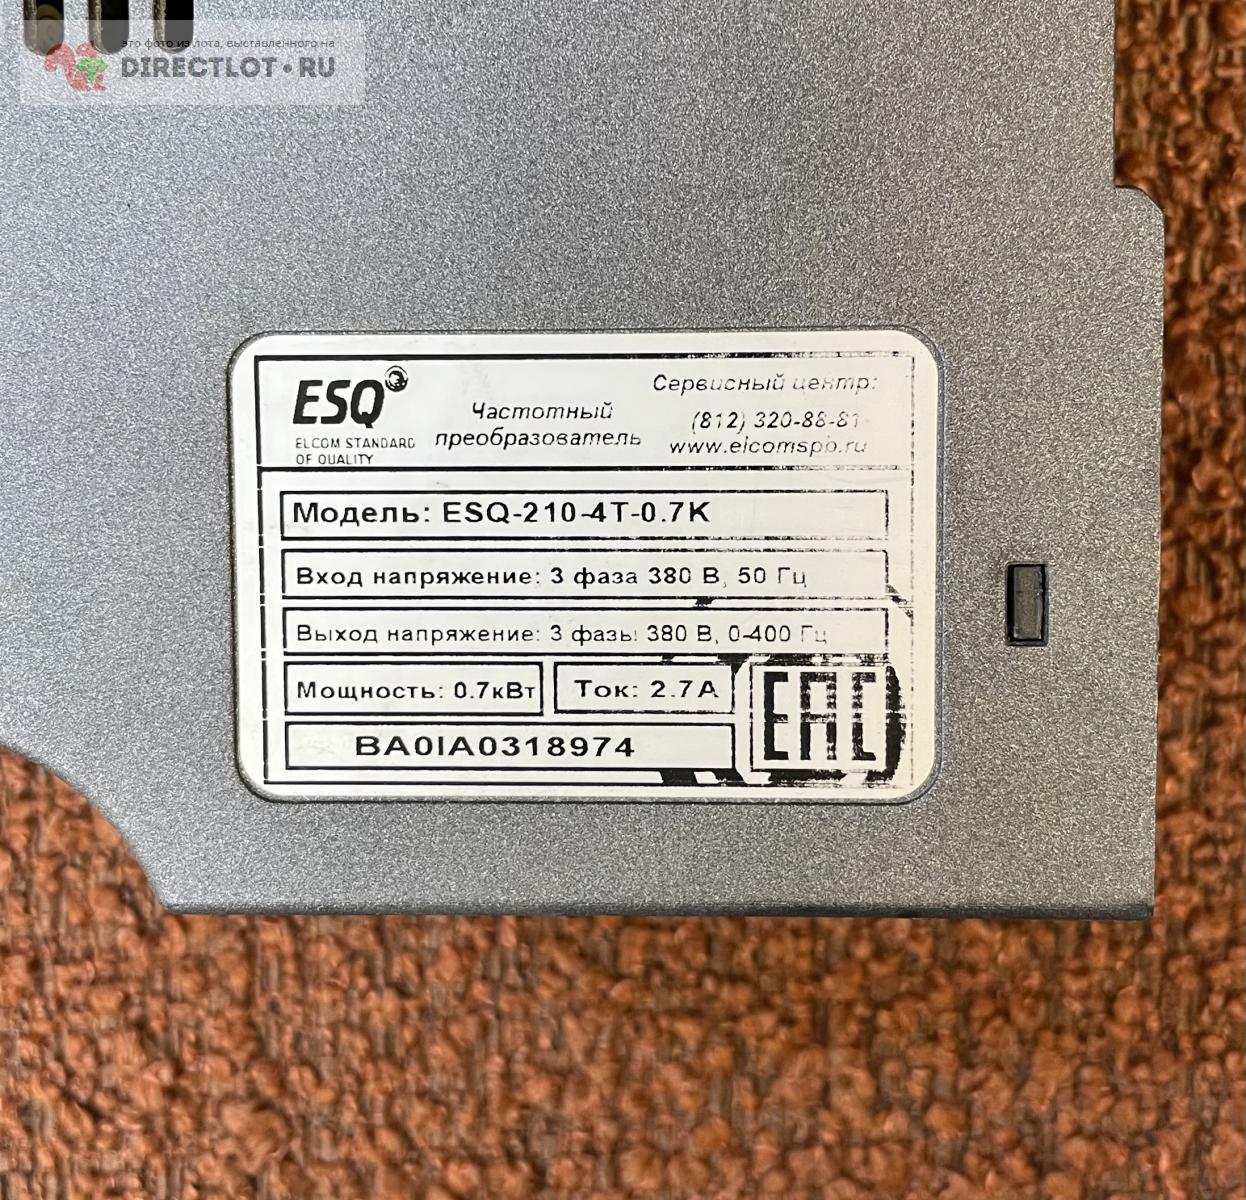 это фото из лота, выставленного на
DIRECTLOT.RU
ESQ
ELCOM STANDARD
OF QUALITY
Частотный
преобразователь
Сервисный центр:
(812) 320-88-81
www.elcomspb.ru
Модель: ESQ-210-4T-0.7K
Вход напряжение: 3 фаза 380 В, 50 Гц
Выход напряжение: 3 фазы 380 В, 0-400 Гц
Мощность: 0.7кВт
Ток: 2.7А
EAC
BA0IA0318974